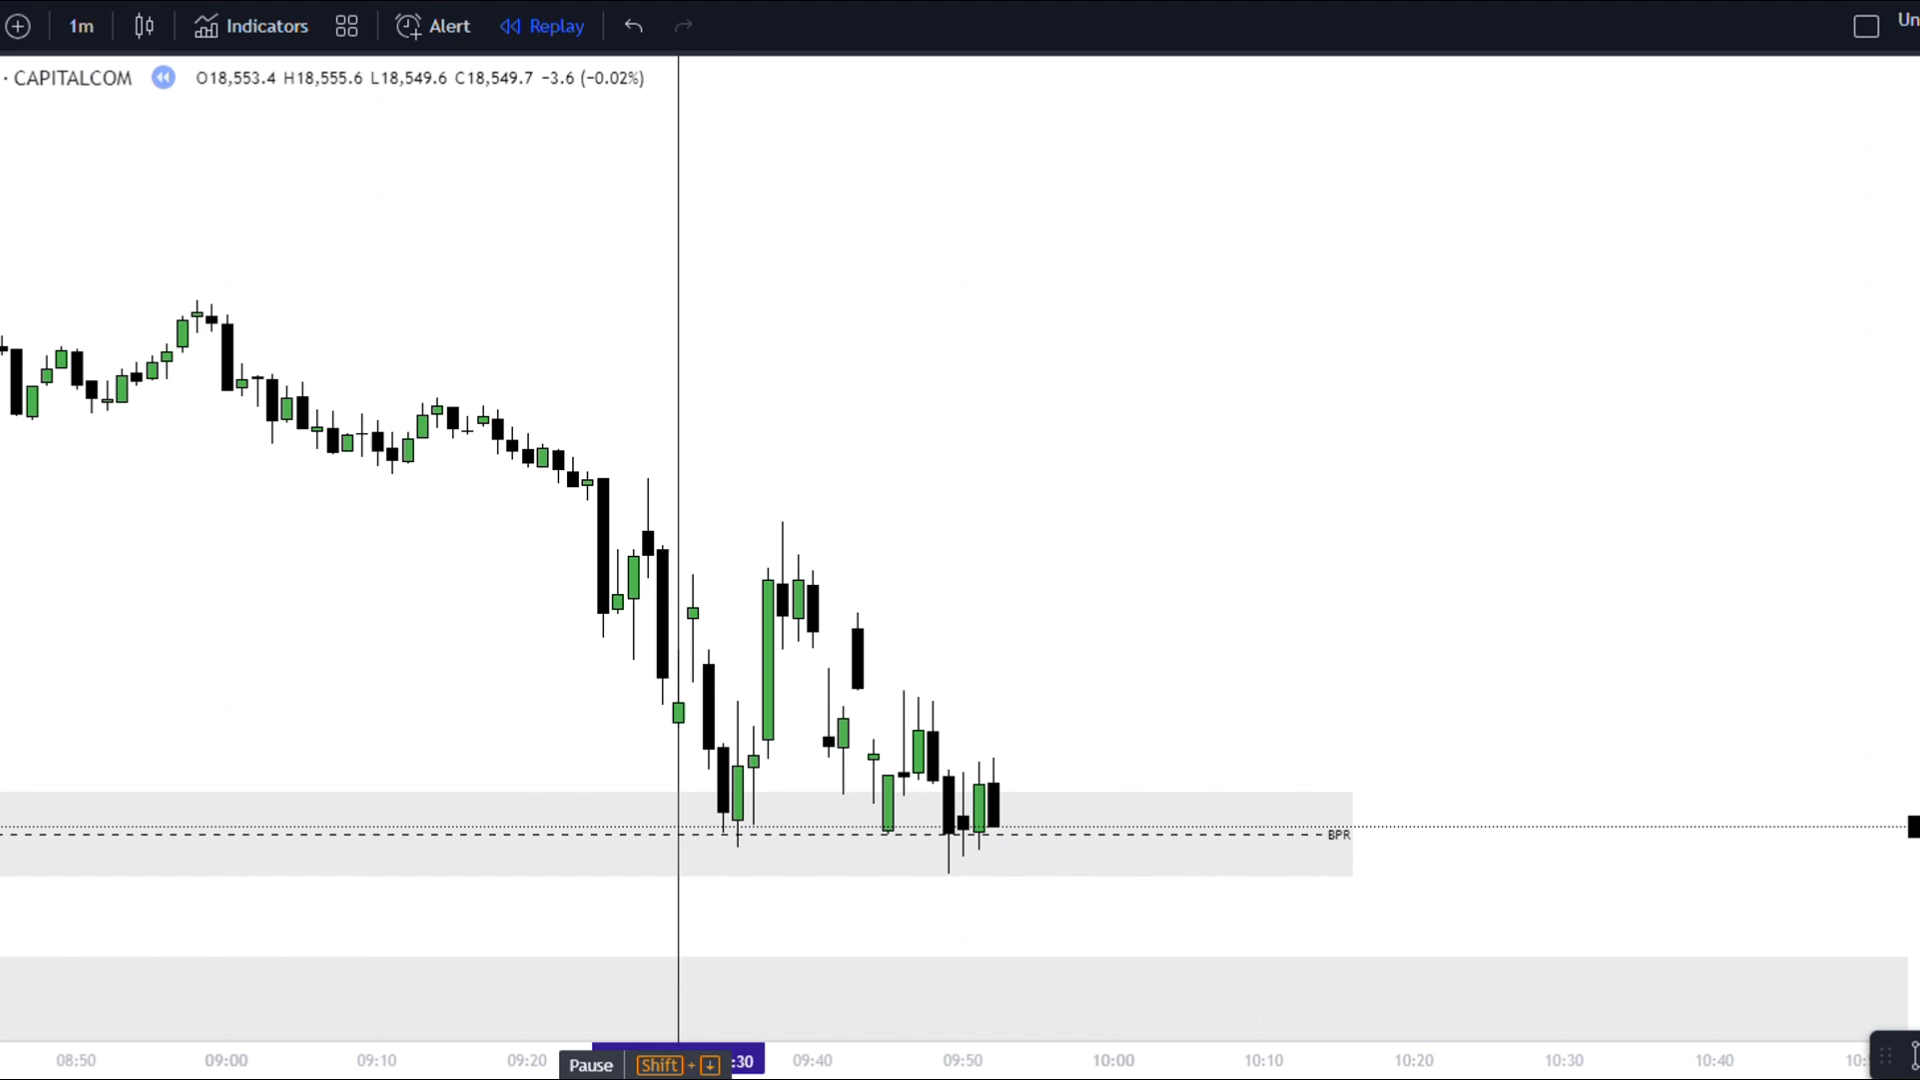 1m Indicators Alert Replay Un
· CAPITALCOM O18,553.4 H18,555.6 L18,549.6 C18,549.7 −3.6 (−0.02%)
BPR
08:50 09:00 09:10 09:20 :30 09:40 09:50 10:00 10:10 10:20 10:30 10:40 10:
Pause Shift + ↓